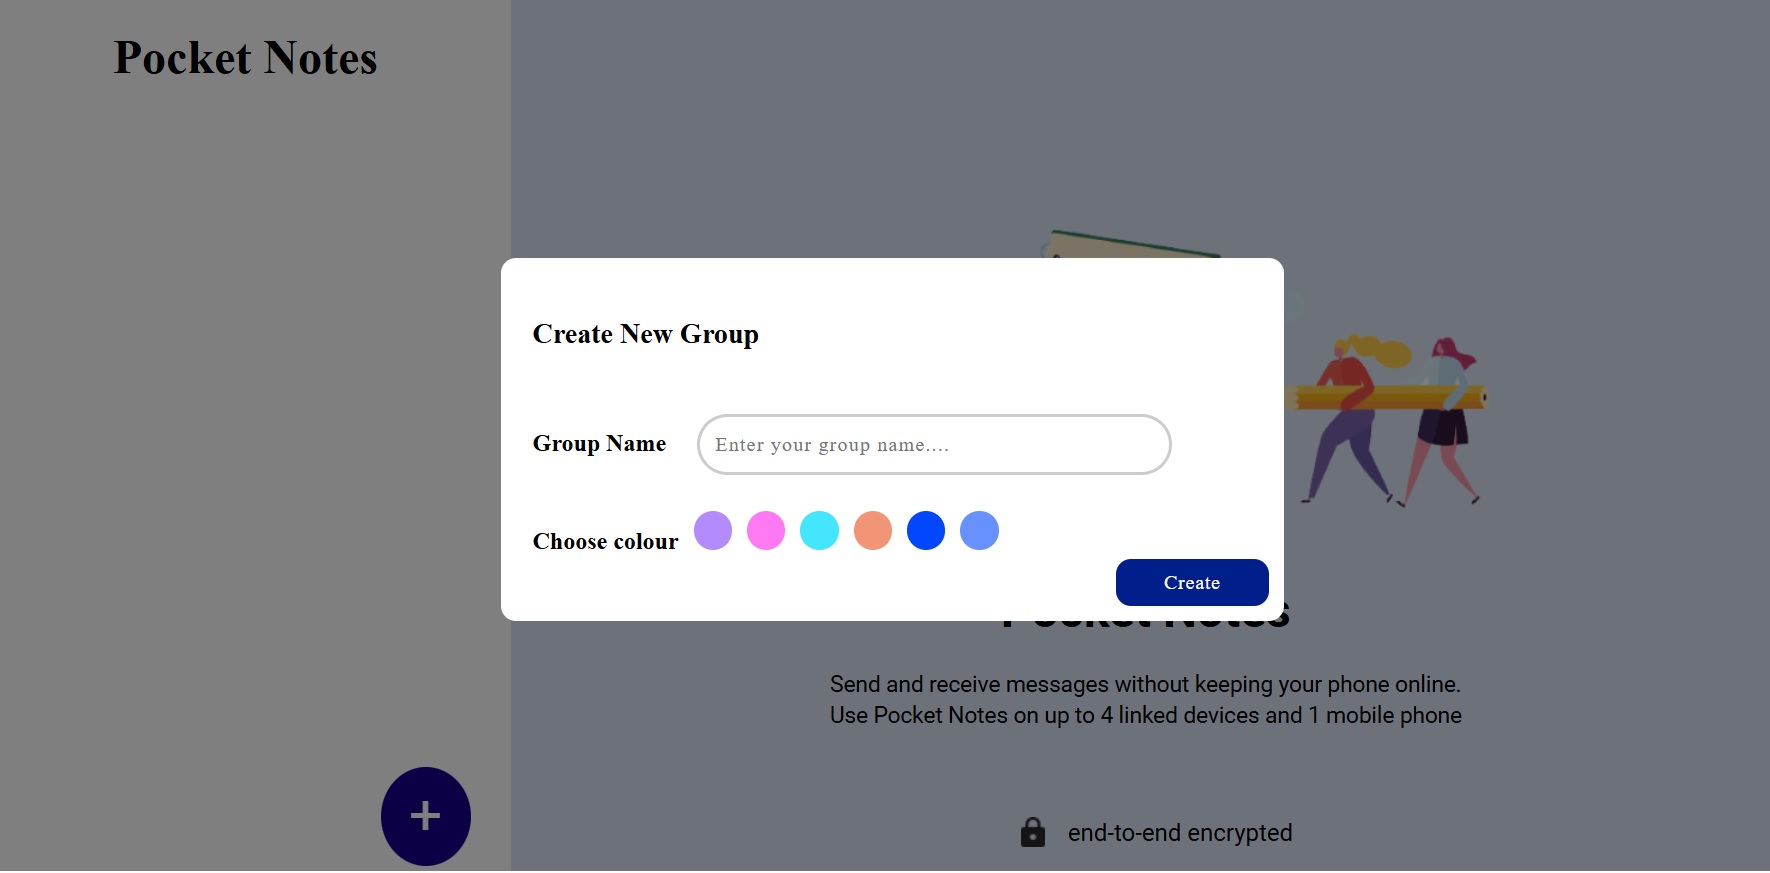 Pocket Notes
Create New Group
Group Name
Enter your group name....
Choose colour
Create
Pocket Notes
Send and receive messages without keeping your phone online.
Use Pocket Notes on up to 4 linked devices and 1 mobile phone
end-to-end encrypted